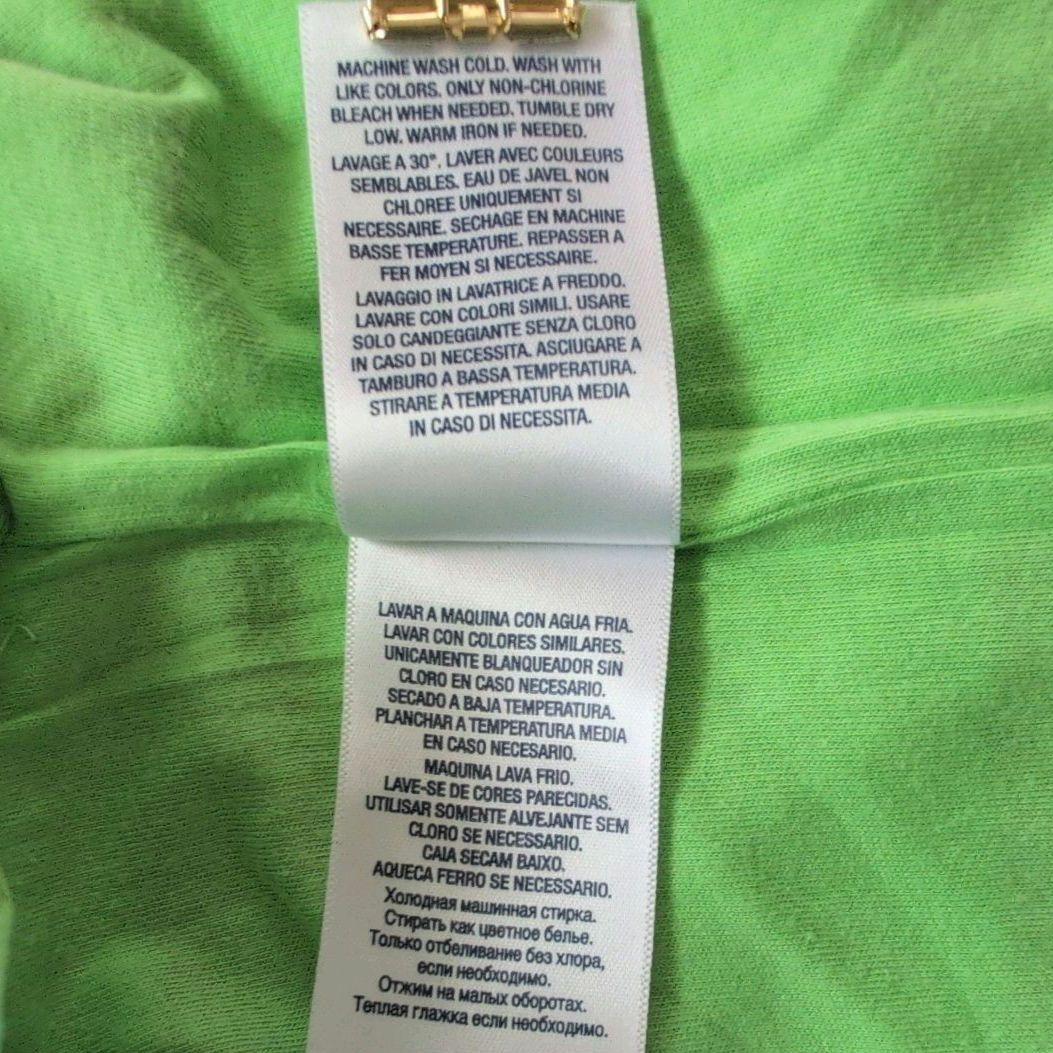 MACHINE WASH COLD. WASH WITH
LIKE COLORS. ONLY NON-CHLORINE
BLEACH WHEN NEEDED. TUMBLE DRY
LOW. WARM IRON IF NEEDED.
LAVAGE A 30°. LAVER AVEC COULEURS
SEMBLABLES. EAU DE JAVEL NON
CHLOREE UNIQUEMENT SI
NECESSAIRE. SECHAGE EN MACHINE
BASSE TEMPERATURE. REPASSER A
FER MOYEN SI NECESSAIRE.
LAVAGGIO IN LAVATRICE A FREDDO.
LAVARE CON COLORI SIMILI. USARE
SOLO CANDEGGIANTE SENZA CLORO
IN CASO DI NECESSITA. ASCIUGARE A
TAMBURO A BASSA TEMPERATURA.
STIRARE A TEMPERATURA MEDIA
IN CASO DI NECESSITA.
LAVAR A MAQUINA CON AGUA FRIA.
LAVAR CON COLORES SIMILARES.
UNICAMENTE BLANQUEADOR SIN
CLORO EN CASO NECESARIO.
SECADO A BAJA TEMPERATURA.
PLANCHAR A TEMPERATURA MEDIA
EN CASO NECESARIO.
MAQUINA LAVA FRIO.
LAVE-SE DE CORES PARECIDAS.
UTILISAR SOMENTE ALVEJANTE SEM
CLORO SE NECESSARIO.
CAIA SECAM BAIXO.
AQUECA FERRO SE NECESSARIO.
Холодная машинная стирка.
Стирать как цветное белье.
Только отбеливание без хлора,
если необходимо.
Отжим на малых оборотах.
Теплая глажка если необходимо.